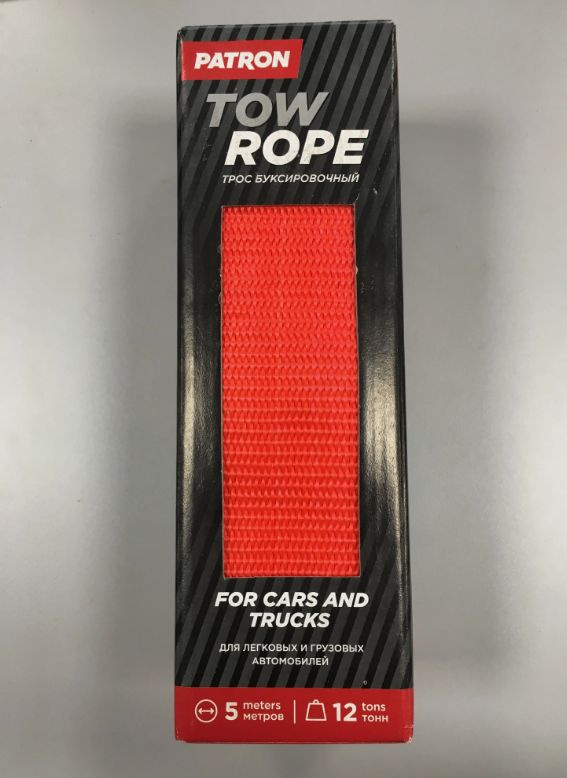 PATRON
TOW
ROPE
ТРОС БУКСИРОВОЧНЫЙ
FOR CARS AND
TRUCKS
ДЛЯ ЛЕГКОВЫХ И ГРУЗОВЫХ
АВТОМОБИЛЕЙ
5 meters метров | 12 tons тонн